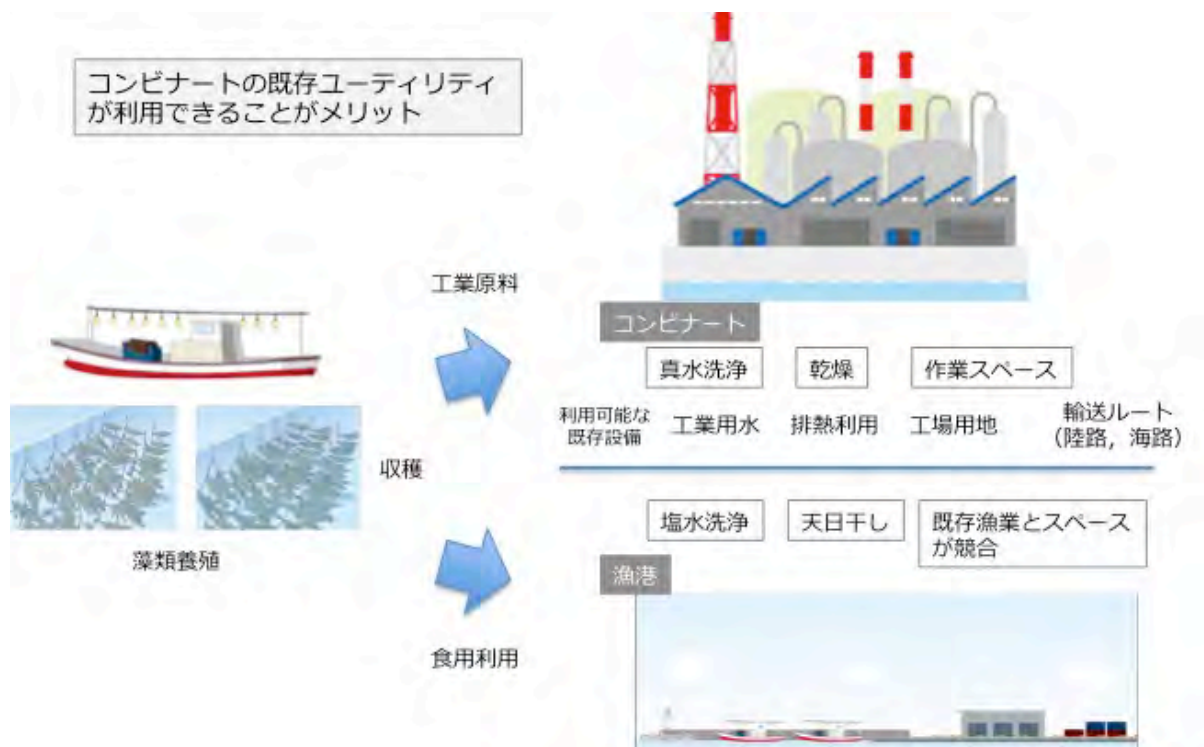 コンビナートの既存ユーティリティ
が利用できることがメリット
工業原料
コンビナート
真水洗浄
乾燥
作業スペース
利用可能な
既存設備
工業用水
排熱利用
工場用地
輸送ルート
（陸路，海路）
収穫
藻類養殖
塩水洗浄
天日干し
既存漁業とスペース
が競合
漁港
食用利用